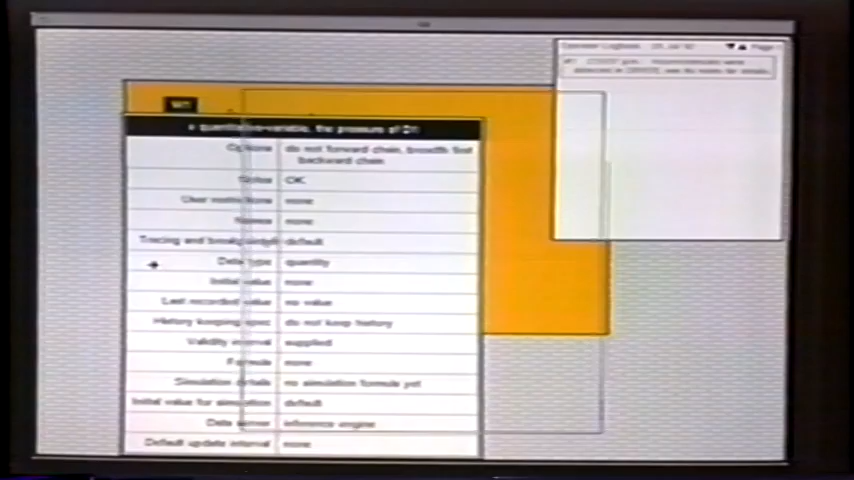 Operator Logbook Page
a quantitative-variable, the pressure of
Options do not forward chain, breadth first
backward chain
Status OK
User restrictions none
Names none
Tracing and breakpoints default
Data type quantity
Initial value none
Last recorded value no value
History keeping spec do not keep history
Validity interval supplied
Formula none
Simulation details no simulation formula yet
Initial value for simulation default
Data server inference engine
Default update interval none